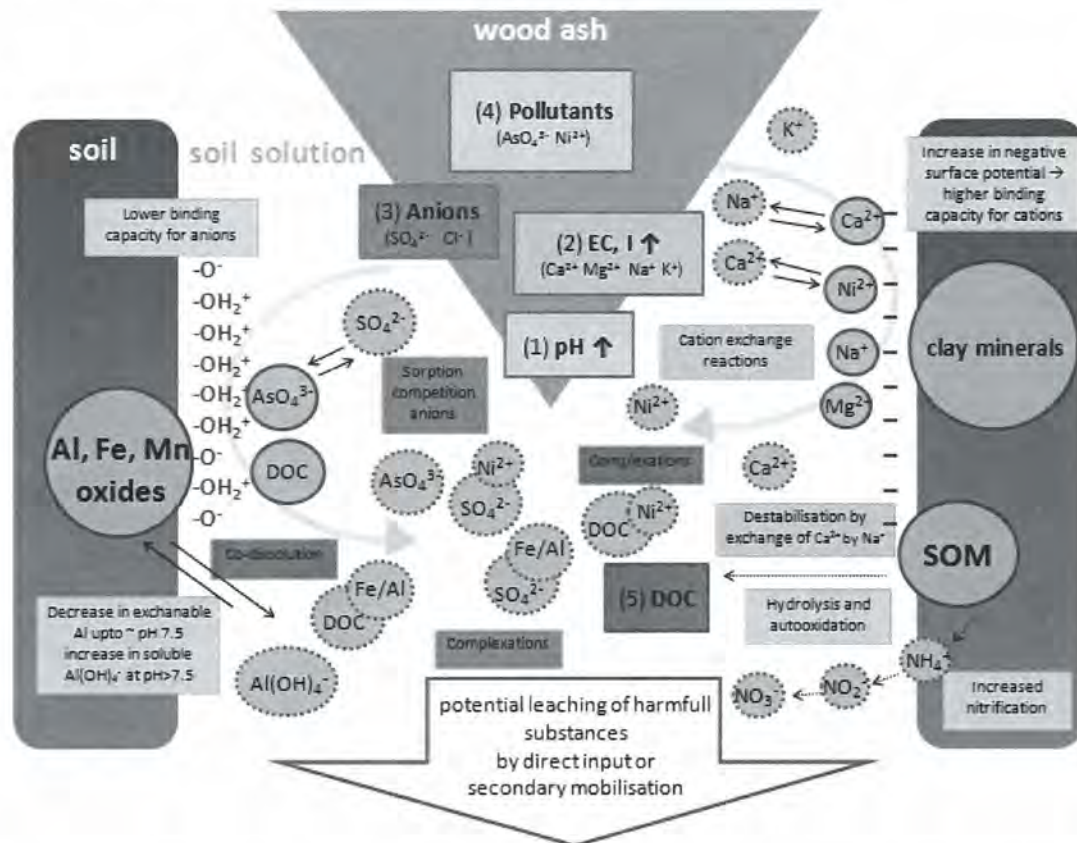 wood ash
(4) Pollutants
(AsO₄³⁻ Ni²⁺)
soil
soil solution
Lower binding
capacity for anions
(3) Anions
(SO₄²⁻ Cl⁻)
(2) EC, I ↑
(Ca²⁺ Mg²⁺ Na⁺ K⁺)
(1) pH ↑
K⁺
Na⁺
Ca²⁺
Ca²⁺
Ni²⁺
Na⁺
Mg²⁺
Increase in negative
surface potential →
higher binding
capacity for cations
clay minerals
Cation exchange
reactions
-O⁻
-OH₂⁺
-OH₂⁺
-OH₂⁺
-OH₂⁺
-OH₂⁺
-O⁻
-OH₂⁺
-O⁻
SO₄²⁻
AsO₄³⁻
DOC
Sorption
competition
anions
Al, Fe, Mn
oxides
Ni²⁺
Complexations
Ca²⁺
AsO₄³⁻
Ni²⁺
SO₄²⁻
DOC
Ni²⁺
Fe/Al
SO₄²⁻
Destabilisation by
exchange of Ca²⁺ by Na⁺
SOM
Co-dissolution
(5) DOC
Hydrolysis and
autooxidation
Decrease in exchanable
Al upto ~ pH 7.5
increase in soluble
Al(OH)₄⁻ at pH>7.5
Fe/Al
DOC
Al(OH)₄⁻
Complexations
NH₄⁺
NO₂⁻
NO₃⁻
Increased
nitrification
potential leaching of harmfull
substances
by direct input or
secondary mobilisation